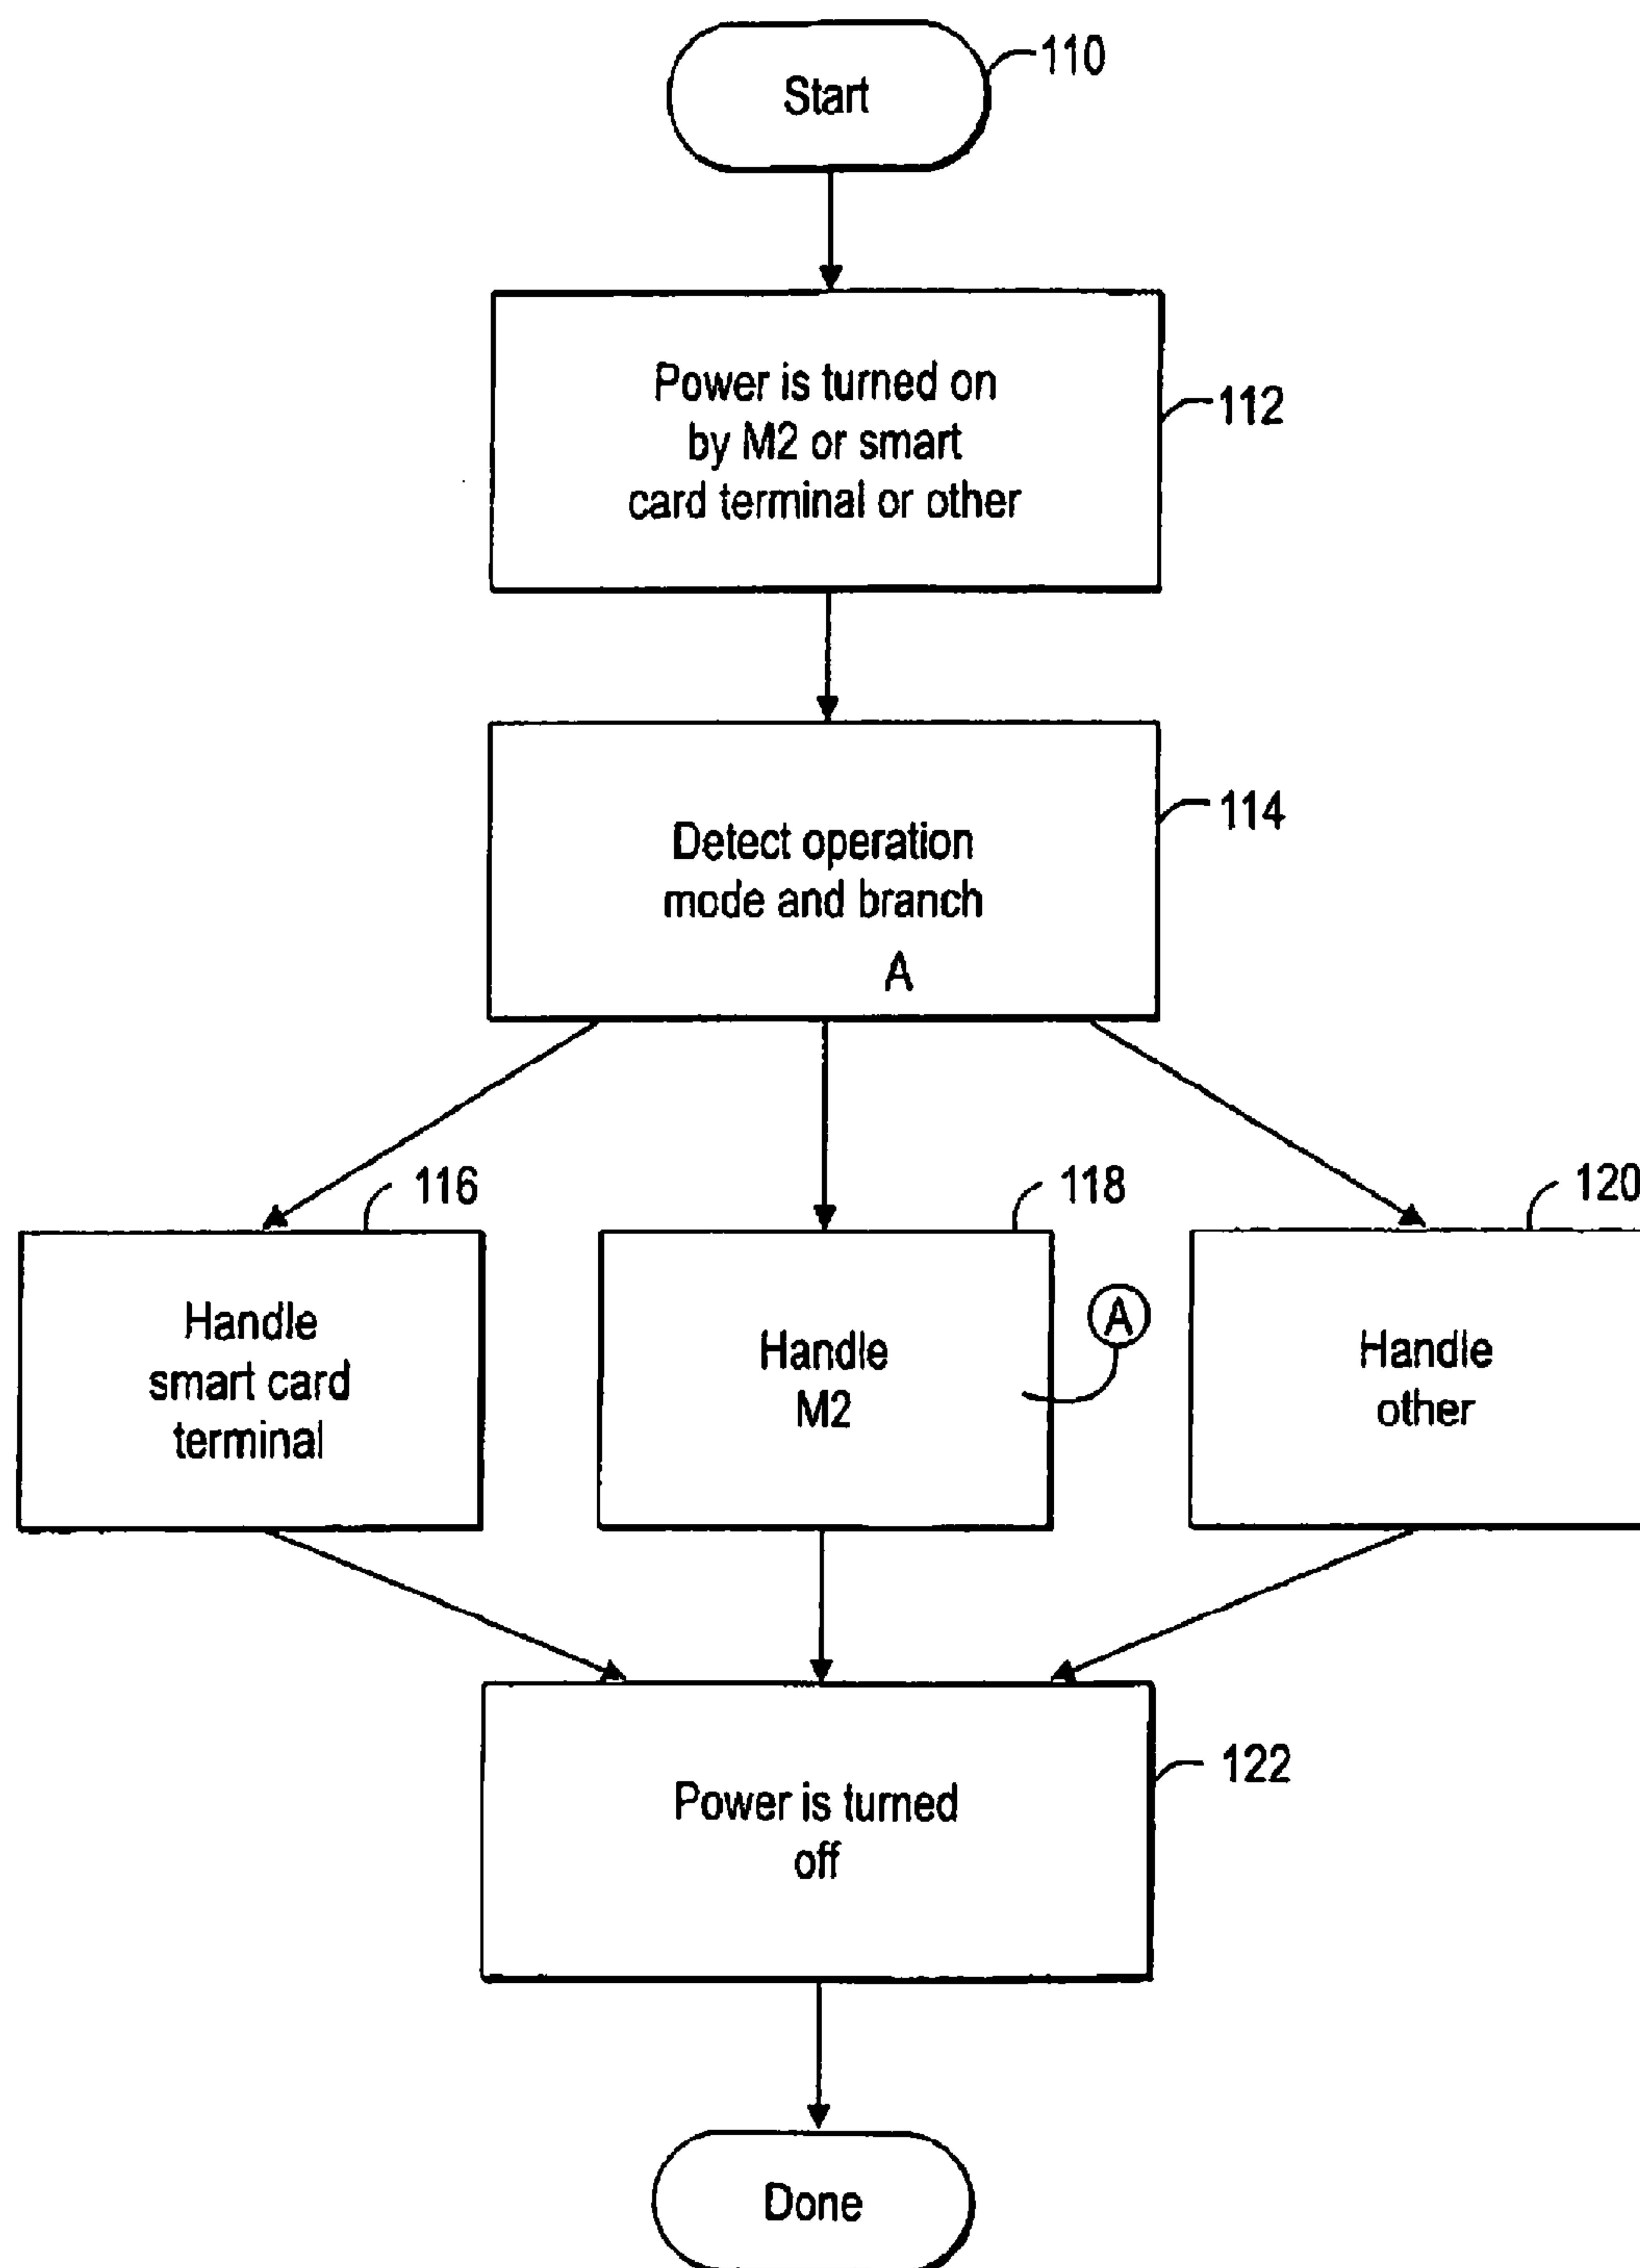 Start
110
Power is turned on
by M2 or smart
card terminal or other
112
Detect operation
mode and branch
A
114
116
118
120
Handle
smart card
terminal
Handle
M2
A
Handle
other
Power is turned
off
122
Done